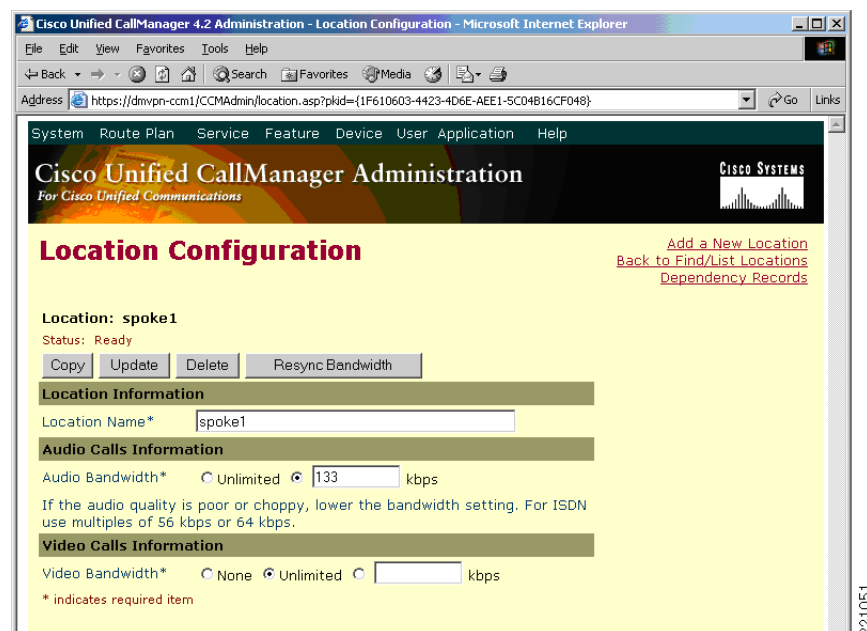 Cisco Unified CallManager 4.2 Administration - Location Configuration - Microsoft Internet Explorer
File Edit View Favorites Tools Help
Back Search Favorites Media
Address https://dmvpn-ccm1/CCMAdmin/location.asp?pkid={1F610603-4423-4D6E-AEE1-5C04B16CF048} Go Links
System Route Plan Service Feature Device User Application Help
Cisco Unified CallManager Administration
For Cisco Unified Communications
CISCO SYSTEMS
Location Configuration
Add a New Location
Back to Find/List Locations
Dependency Records
Location: spoke1
Status: Ready
Copy Update Delete Resync Bandwidth
Location Information
Location Name* spoke1
Audio Calls Information
Audio Bandwidth* Unlimited 133 kbps
If the audio quality is poor or choppy, lower the bandwidth setting. For ISDN
use multiples of 56 kbps or 64 kbps.
Video Calls Information
Video Bandwidth* None Unlimited kbps
* indicates required item